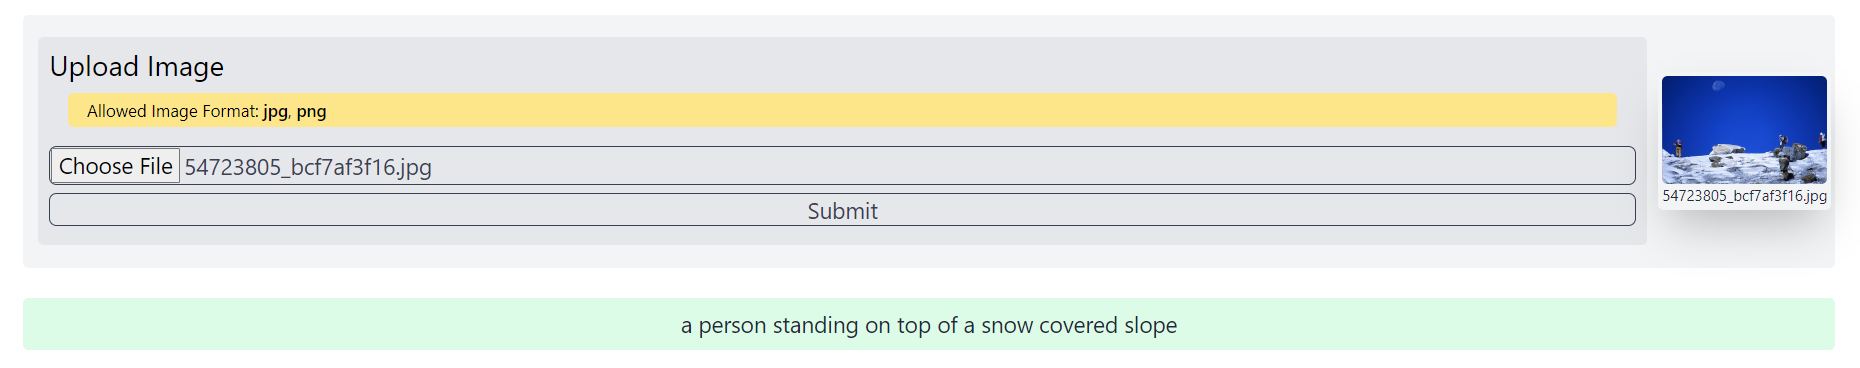 Upload Image
Allowed Image Format: jpg, png
Choose File 54723805_bcf7af3f16.jpg
Submit
54723805_bcf7af3f16.jpg
a person standing on top of a snow covered slope